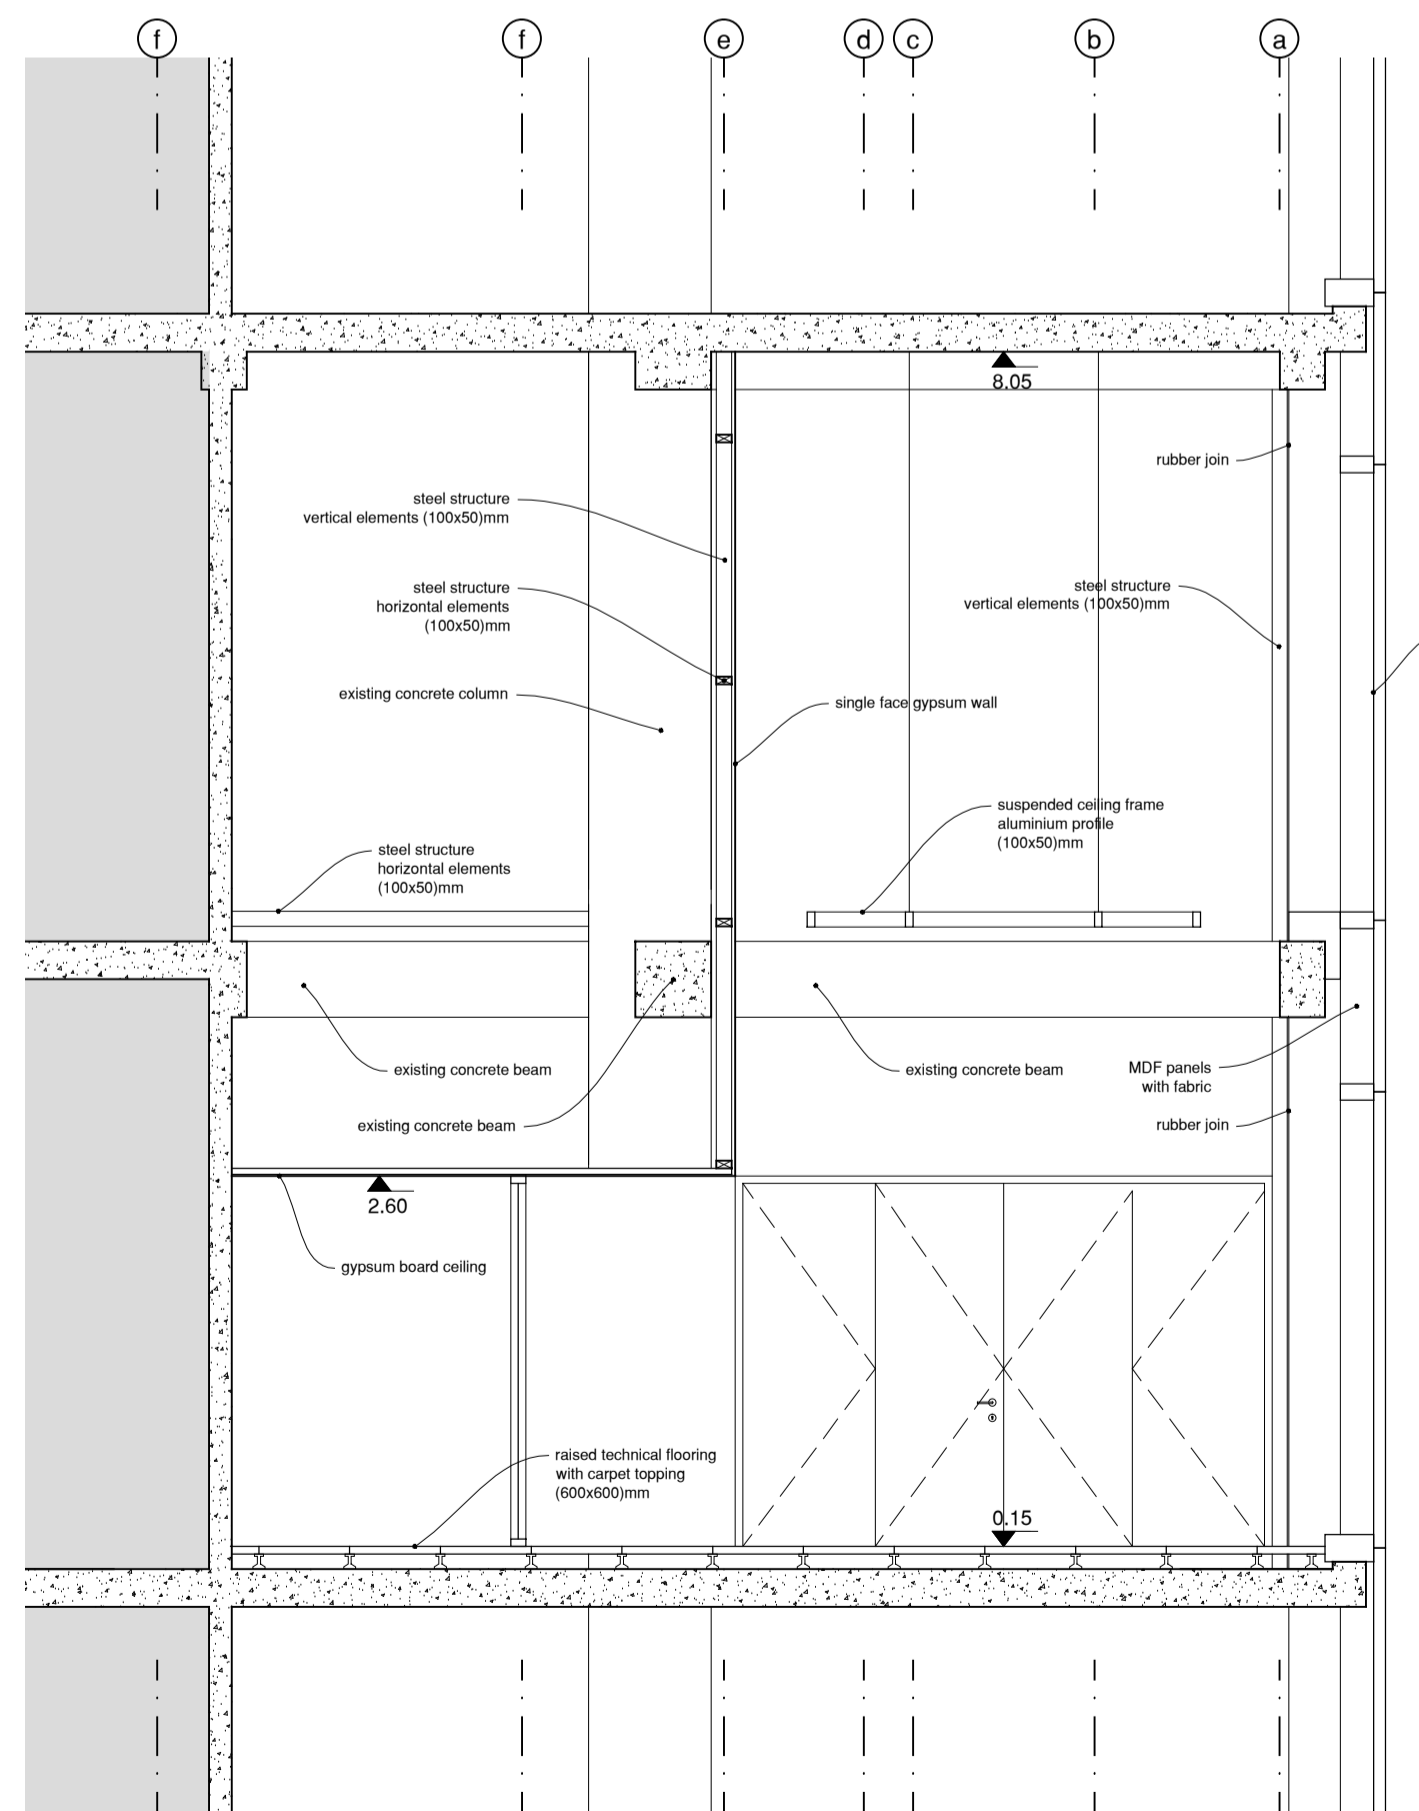 f f e d c b a
8.05
rubber join
steel structure
vertical elements (100x50)mm
steel structure
vertical elements (100x50)mm
steel structure
horizontal elements
(100x50)mm
existing concrete column
single face gypsum wall
suspended ceiling frame
aluminium profile
(100x50)mm
steel structure
horizontal elements
(100x50)mm
existing concrete beam
existing concrete beam
MDF panels
with fabric
existing concrete beam
rubber join
2.60
gypsum board ceiling
raised technical flooring
with carpet topping
(600x600)mm
0.15